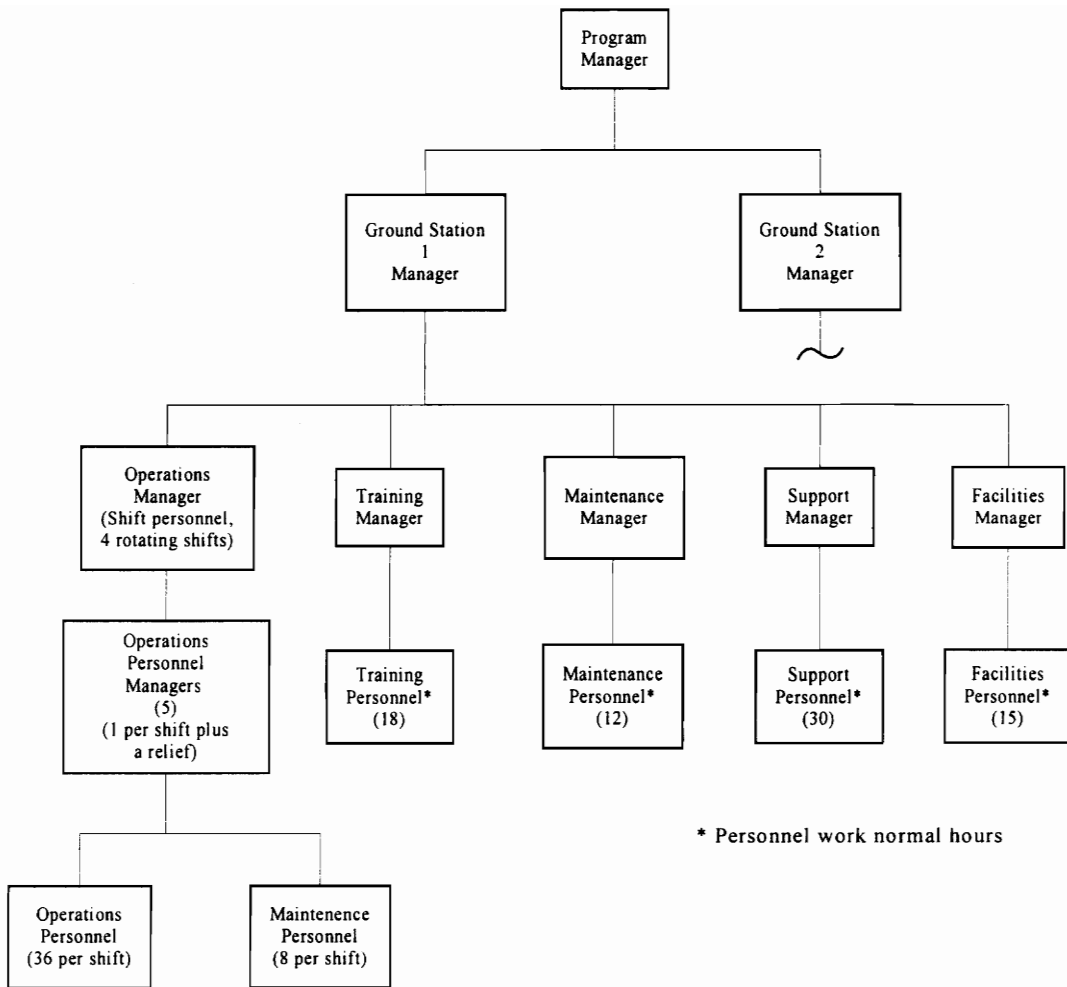 Program
Manager
Ground Station
1
Manager
Ground Station
2
Manager
Operations
Manager
(Shift personnel,
4 rotating shifts)
Training
Manager
Maintenance
Manager
Support
Manager
Facilities
Manager
Operations
Personnel
Managers
(5)
(1 per shift plus
a relief)
Training
Personnel*
(18)
Maintenance
Personnel*
(12)
Support
Personnel*
(30)
Facilities
Personnel*
(15)
* Personnel work normal hours
Operations
Personnel
(36 per shift)
Maintenence
Personnel
(8 per shift)